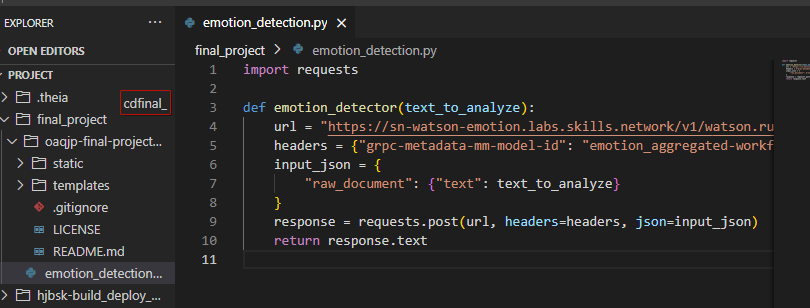 EXPLORER
OPEN EDITORS
PROJECT
.theia
cdfinal_
final_project
oaqjp-final-project...
static
templates
.gitignore
LICENSE
README.md
emotion_detection...
hjbsk-build_deploy_...
emotion_detection.py
final_project > emotion_detection.py
1 import requests
2
3 def emotion_detector(text_to_analyze):
4     url = "https://sn-watson-emotion.labs.skills.network/v1/watson.ru
5     headers = {"grpc-metadata-mm-model-id": "emotion_aggregated-workf
6     input_json = {
7         "raw_document": {"text": text_to_analyze}
8     }
9     response = requests.post(url, headers=headers, json=input_json)
10     return response.text
11